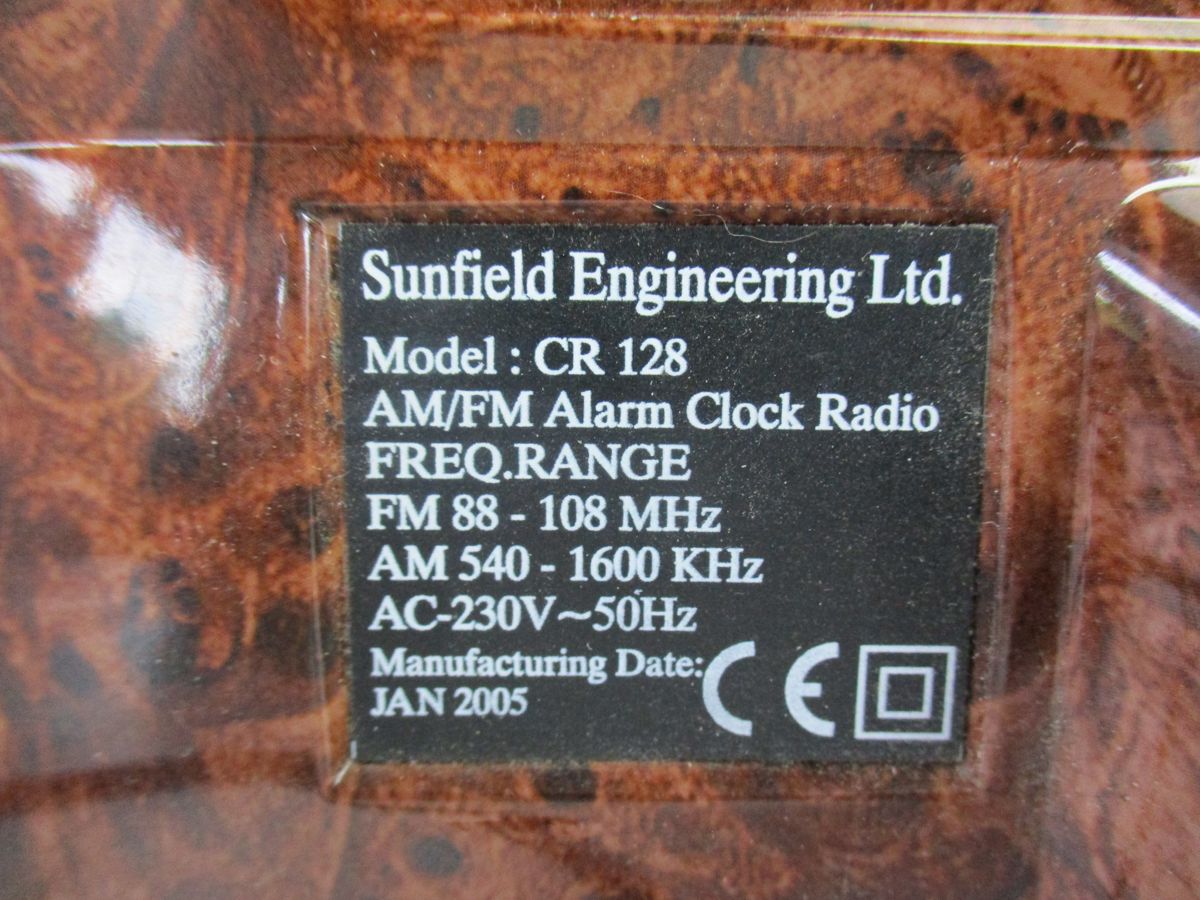 Sunfield Engineering Ltd.
Model : CR 128
AM/FM Alarm Clock Radio
FREQ.RANGE
FM 88 - 108 MHz
AM 540 - 1600 KHz
AC-230V~50Hz
Manufacturing Date:
JAN 2005
CE